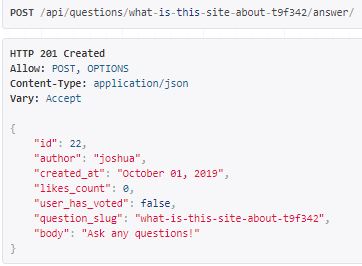 POST /api/questions/what-is-this-site-about-t9f342/answer/
HTTP 201 Created
Allow: POST, OPTIONS
Content-Type: application/json
Vary: Accept
{
"id": 22,
"author": "joshua",
"created_at": "October 01, 2019",
"likes_count": 0,
"user_has_voted": false,
"question_slug": "what-is-this-site-about-t9f342",
"body": "Ask any questions!"
}